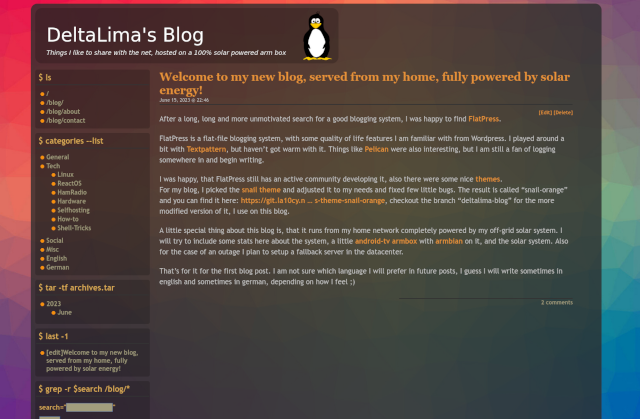 DeltaLima's Blog
Things i like to share with the net, hosted on a 100% solar powered arm box
$ ls
/
/blog/
/blog/about
/blog/contact
$ categories --list
General
Tech
Linux
ReactOS
HamRadio
Hardware
Selfhosting
How-to
Shell-Tricks
Social
Misc
English
German
$ tar -tf archives.tar
2023
June
$ last -1
[edit]Welcome to my new blog,
served from my home, fully
powered by solar energy!
$ grep -r $search /blog/*
search="
"
Welcome to my new blog, served from my home, fully powered by solar
energy!
June 15, 2023 @ 22:46
[Edit] [Delete]
After a long, long and more unmotivated search for a good blogging system, I was happy to find FlatPress.
FlatPress is a flat-file blogging system, with some quality of life features I am familiar with from Wordpress. I played around a
bit with Textpattern, but haven't got warm with it. Things like Pelican were also interesting, but I am still a fan of logging
somewhere in and begin writing.
I was happy, that FlatPress still has an active community developing it, also there were some nice themes.
For my blog, I picked the snail theme and adjusted it to my needs and fixed few little bugs. The result is called “snail-orange”
and you can find it here: https://git.la10cy.n ... s-theme-snail-orange, checkout the branch “deltalima-blog” for the more
modified version of it, I use on this blog.
A little special thing about this blog is, that it runs from my home network completely powered by my off-grid solar system. I
will try to include some stats here about the system, a little android-tv armbox with armbian on it, and the solar system. Also
for the case of an outage I plan to setup a fallback server in the datacenter.
That's for it for the first blog post. I am not sure which language I will prefer in future posts, I guess I will write sometimes in
english and sometimes in german, depending on how I feel ;)
2 comments